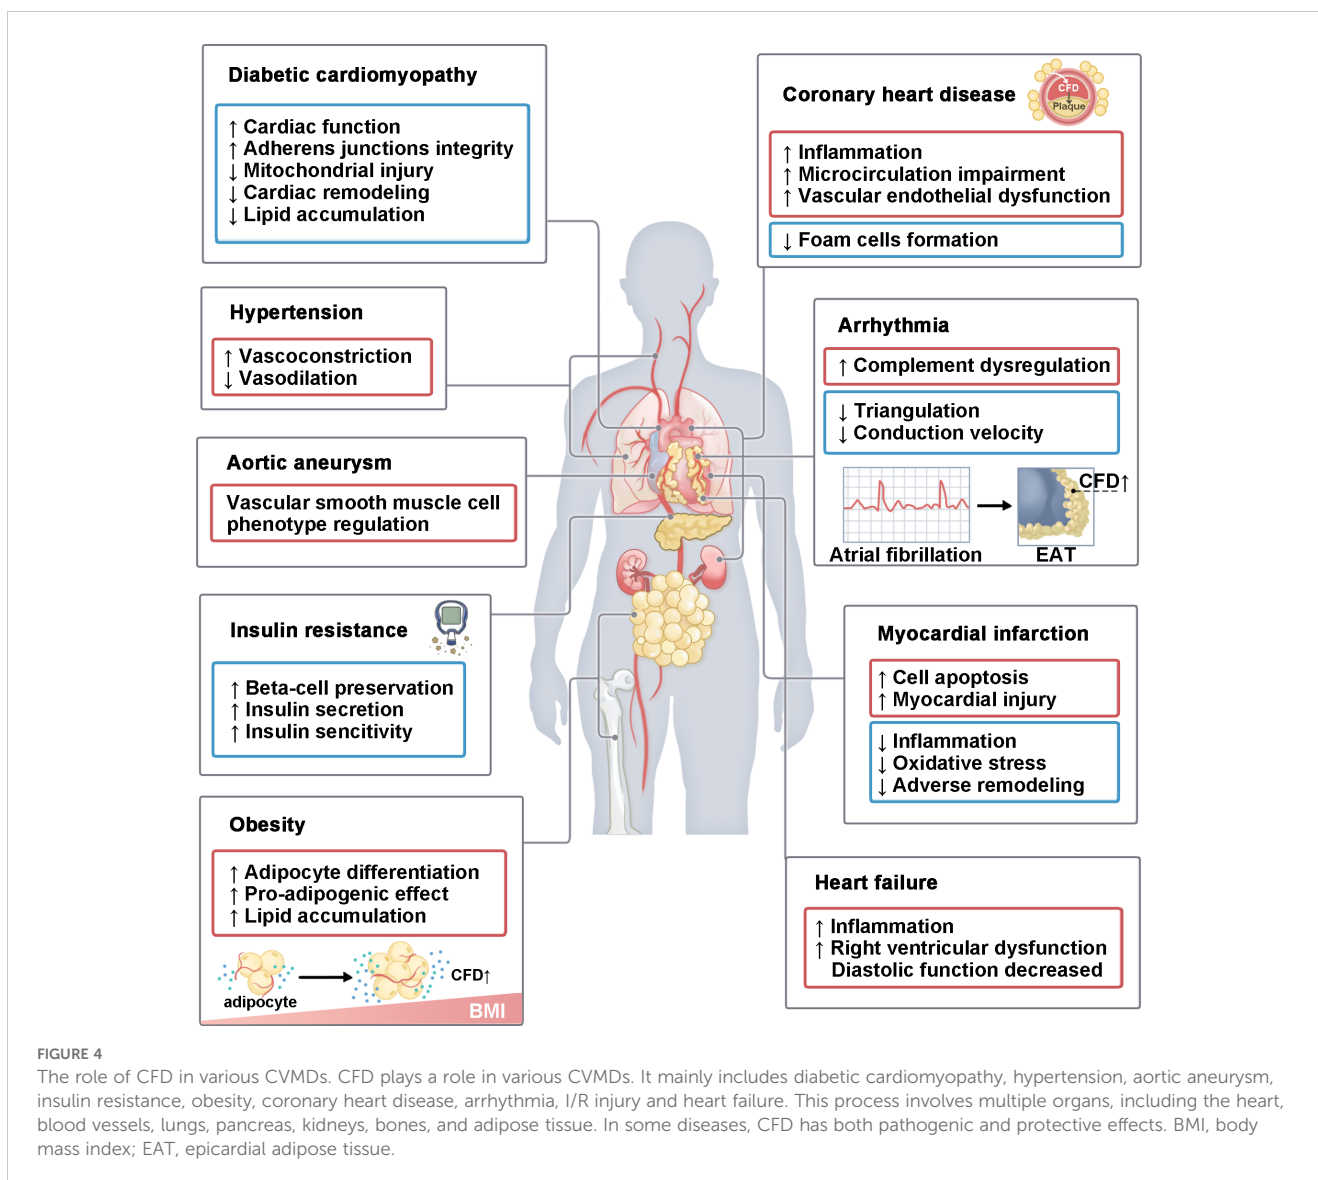 Diabetic cardiomyopathy
↑ Cardiac function
↑ Adherens junctions integrity
↓ Mitochondrial injury
↓ Cardiac remodeling
↓ Lipid accumulation
Hypertension
↑ Vascoconstriction
↓ Vasodilation
Aortic aneurysm
Vascular smooth muscle cell
phenotype regulation
Insulin resistance
↑ Beta-cell preservation
↑ Insulin secretion
↑ Insulin sencitivity
Obesity
↑ Adipocyte differentiation
↑ Pro-adipogenic effect
↑ Lipid accumulation
adipocyte
CFD↑
BMI
Coronary heart disease
CFD
Plaque
↑ Inflammation
↑ Microcirculation impairment
↑ Vascular endothelial dysfunction
↓ Foam cells formation
Arrhythmia
↑ Complement dysregulation
↓ Triangulation
↓ Conduction velocity
CFD↑
Atrial fibrillation
EAT
Myocardial infarction
↑ Cell apoptosis
↑ Myocardial injury
↓ Inflammation
↓ Oxidative stress
↓ Adverse remodeling
Heart failure
↑ Inflammation
↑ Right ventricular dysfunction
Diastolic function decreased
FIGURE 4
The role of CFD in various CVMDs. CFD plays a role in various CVMDs. It mainly includes diabetic cardiomyopathy, hypertension, aortic aneurysm,
insulin resistance, obesity, coronary heart disease, arrhythmia, I/R injury and heart failure. This process involves multiple organs, including the heart,
blood vessels, lungs, pancreas, kidneys, bones, and adipose tissue. In some diseases, CFD has both pathogenic and protective effects. BMI, body
mass index; EAT, epicardial adipose tissue.